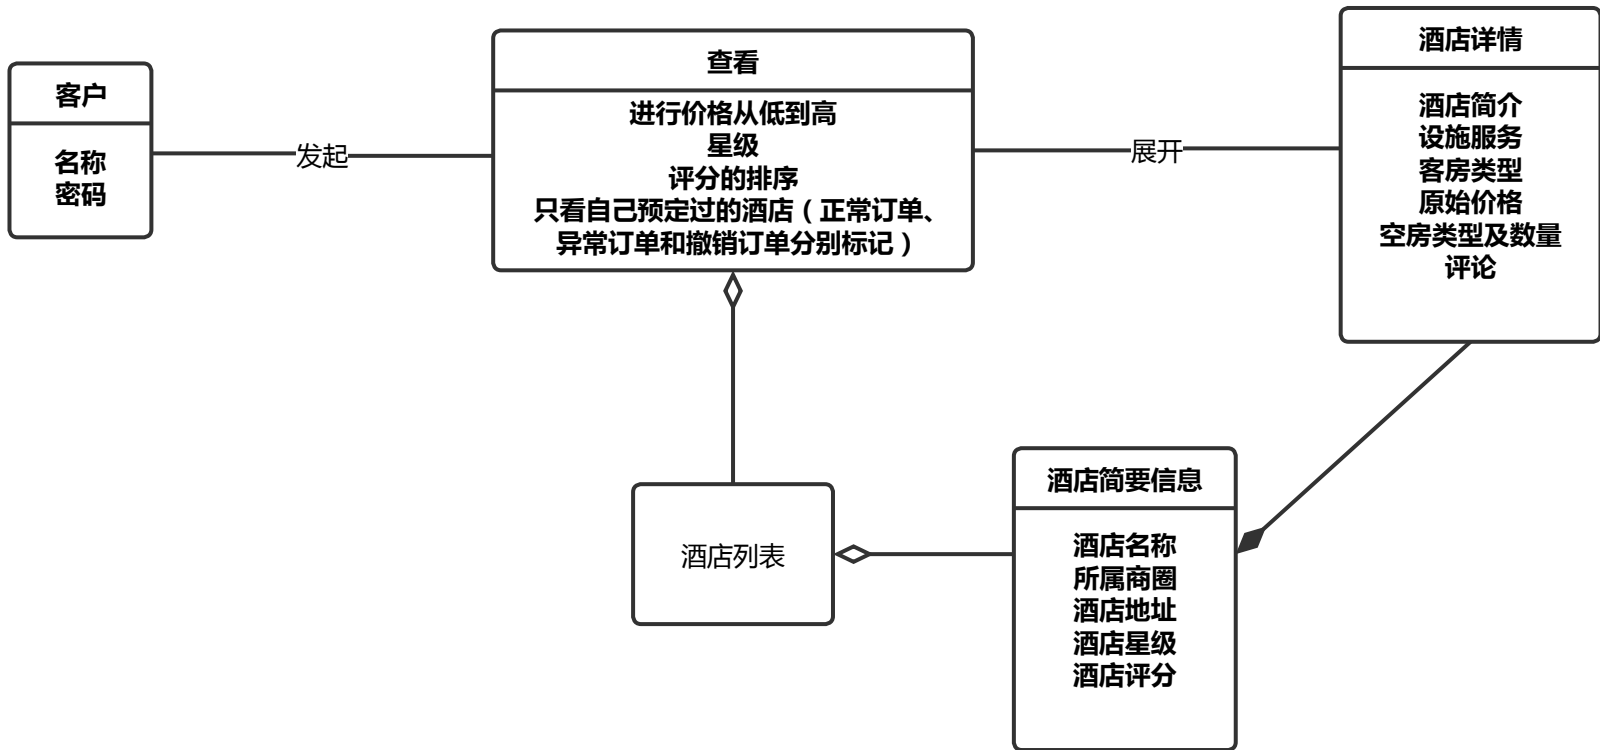 客户
名称
密码
发起
查看
进行价格从低到高
星级
评分的排序
只看自己预定过的酒店（正常订单、
异常订单和撤销订单分别标记）
展开
酒店详情
酒店简介
设施服务
客房类型
原始价格
空房类型及数量
评论
酒店列表
酒店简要信息
酒店名称
所属商圈
酒店地址
酒店星级
酒店评分